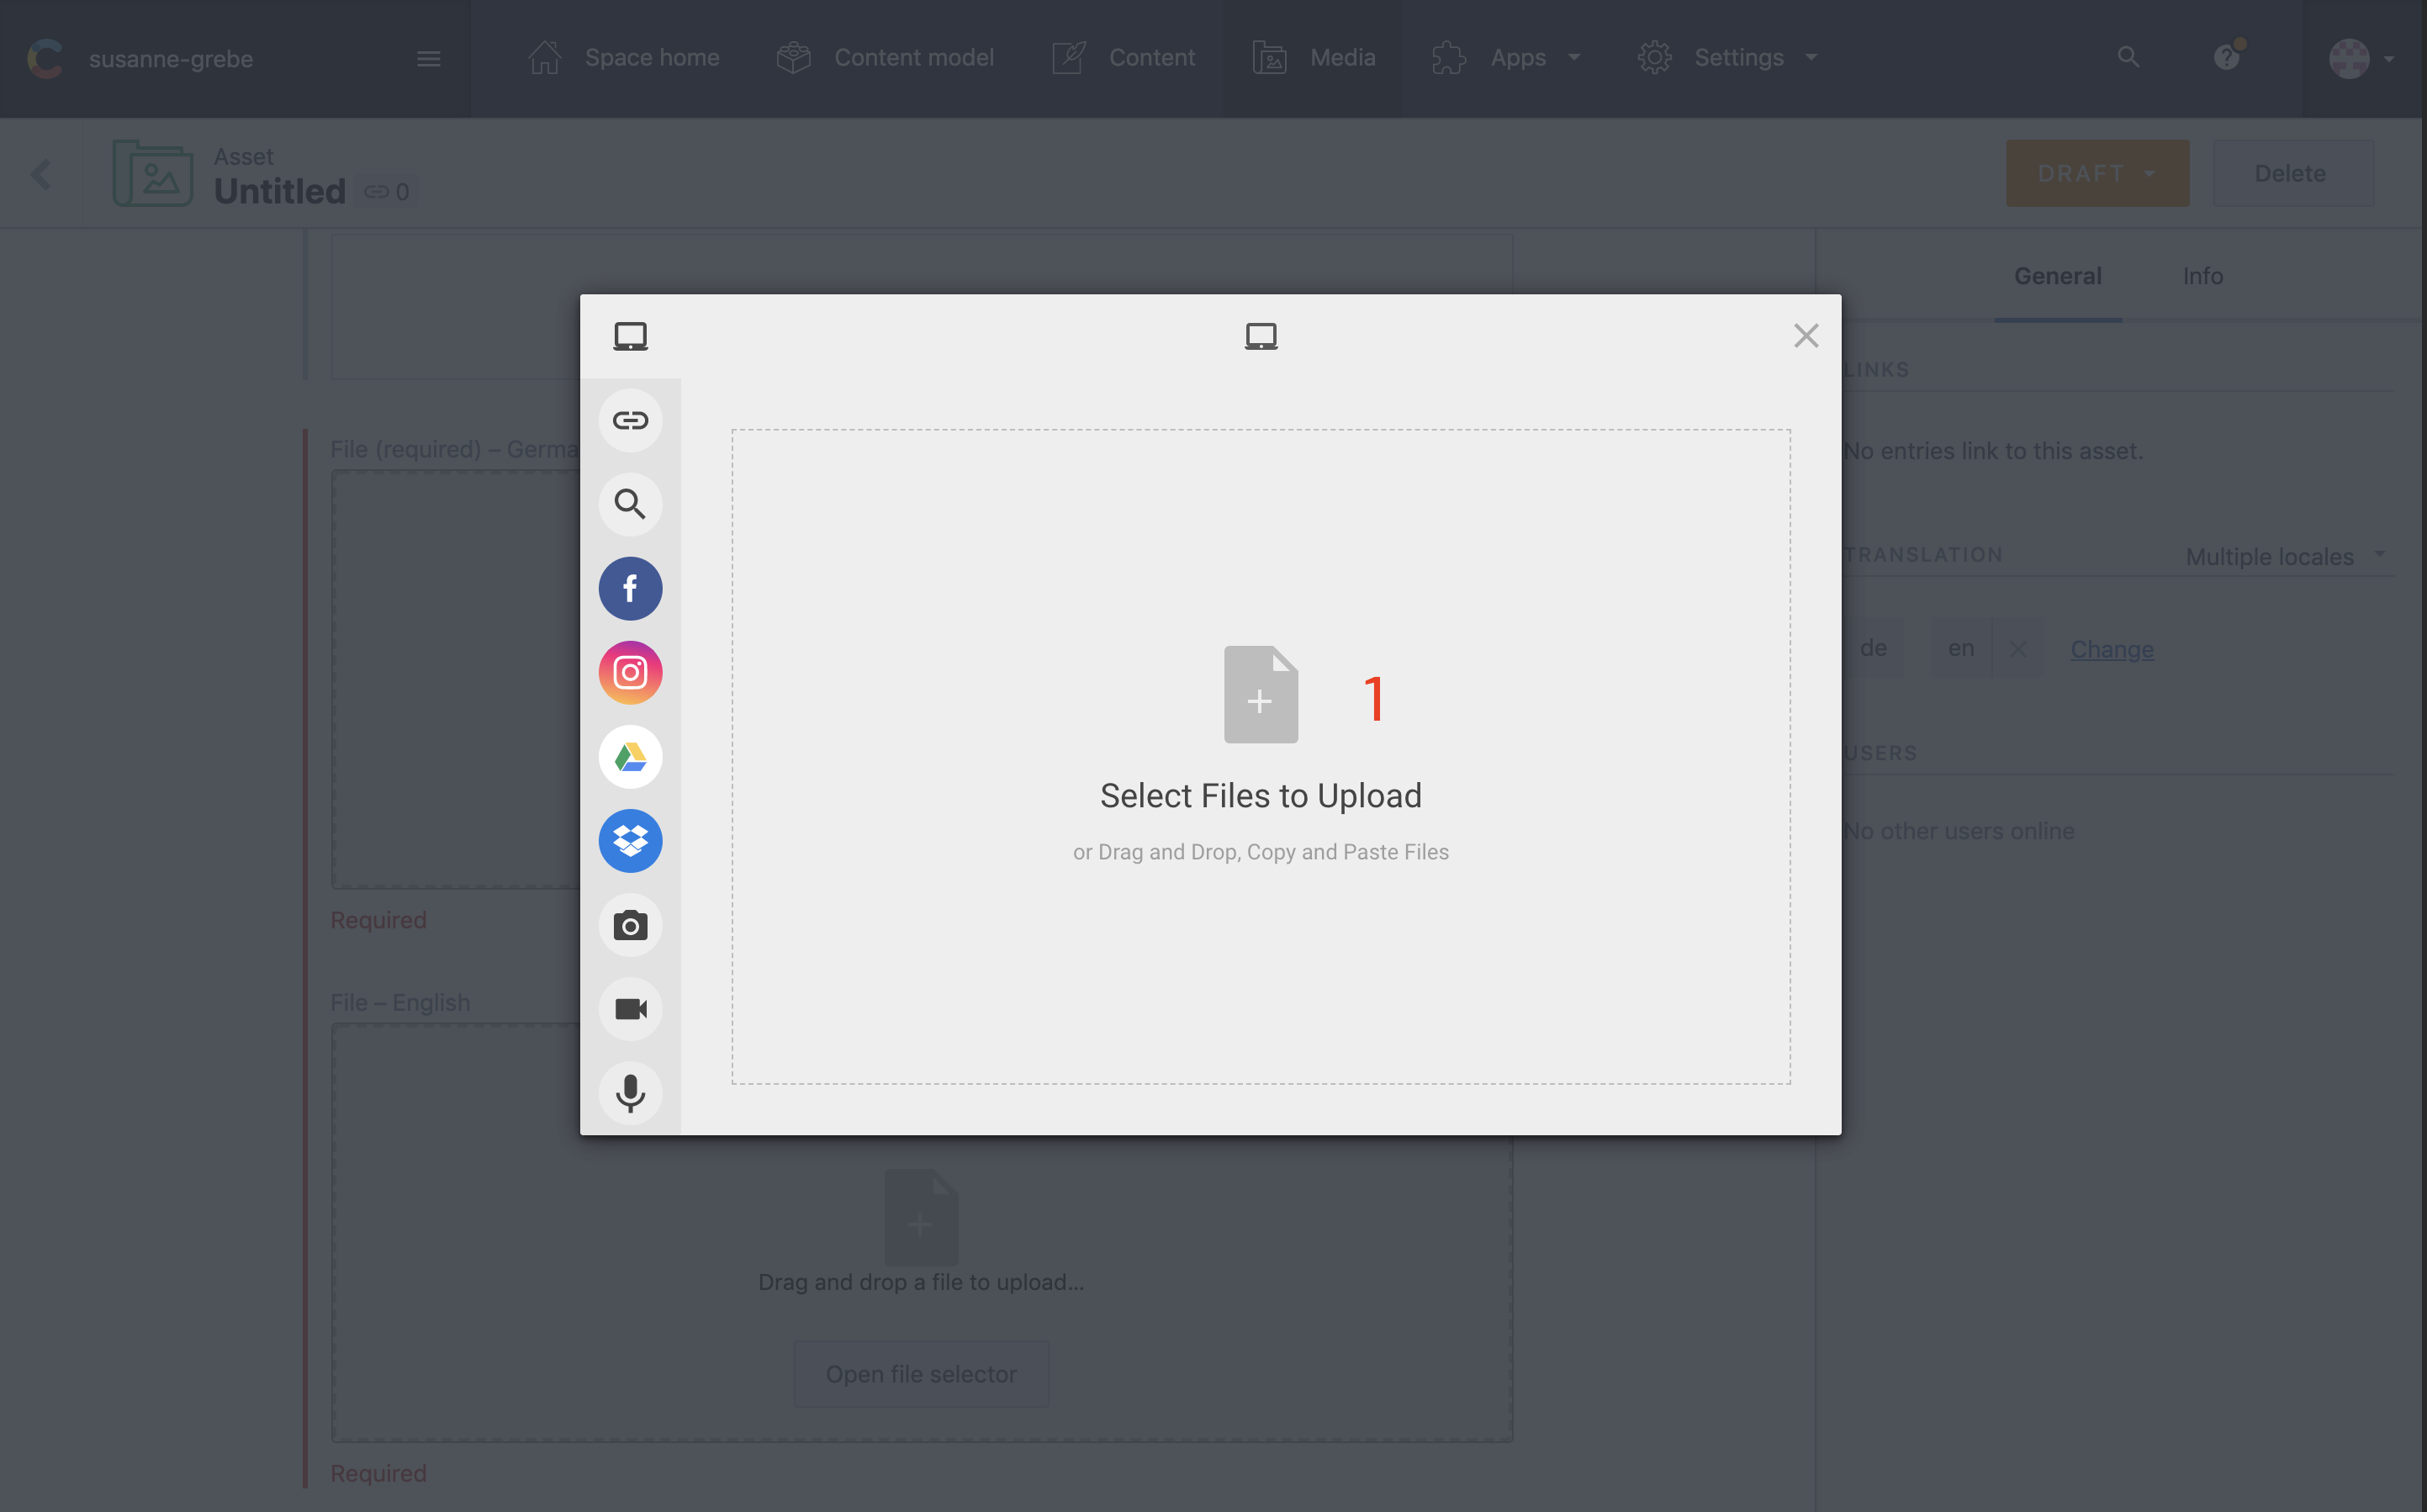 susanne-grebe
Space home
Content model
Content
Media
Apps
Settings
Asset
Untitled
0
DRAFT
Delete
General
Info
LINKS
No entries link to this asset.
TRANSLATION
Multiple locales
de
en
Change
USERS
No other users online
File (required) – Germa
Required
File – English
Drag and drop a file to upload...
Open file selector
Required
1
Select Files to Upload
or Drag and Drop, Copy and Paste Files